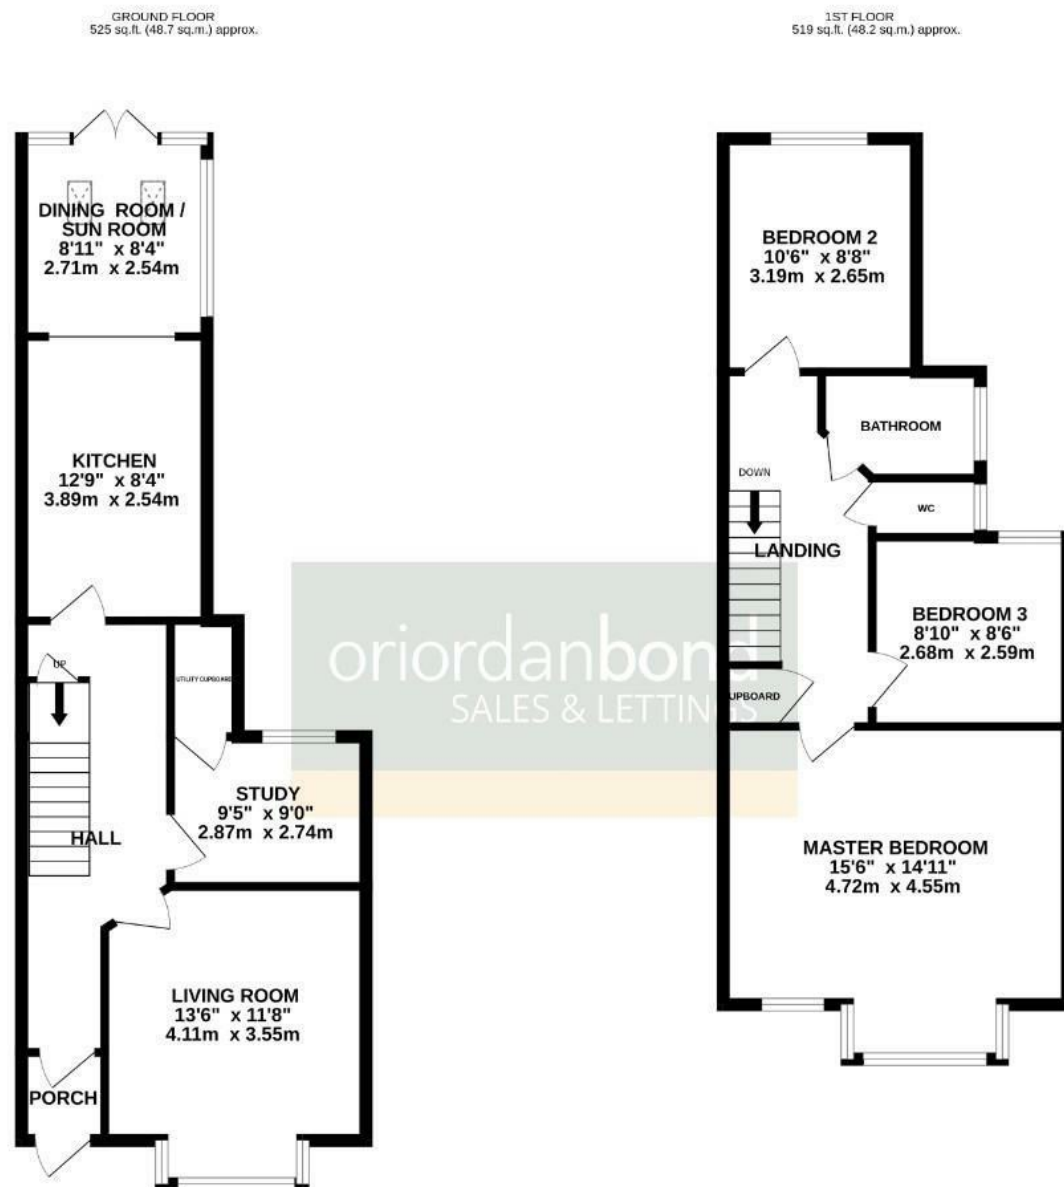 GROUND FLOOR
525 sq.ft. (48.7 sq.m.) approx.
DINING ROOM /
SUN ROOM
8'11" x 8'4"
2.71m x 2.54m
KITCHEN
12'9" x 8'4"
3.89m x 2.54m
UP
UTILITY CUPBOARD
STUDY
9'5" x 9'0"
2.87m x 2.74m
HALL
LIVING ROOM
13'6" x 11'8"
4.11m x 3.55m
PORCH
1ST FLOOR
519 sq.ft. (48.2 sq.m.) approx.
BEDROOM 2
10'6" x 8'8"
3.19m x 2.65m
BATHROOM
DOWN
WC
LANDING
BEDROOM 3
8'10" x 8'6"
2.68m x 2.59m
UPBOARD
MASTER BEDROOM
15'6" x 14'11"
4.72m x 4.55m
oriordanbond
SALES & LETTINGS